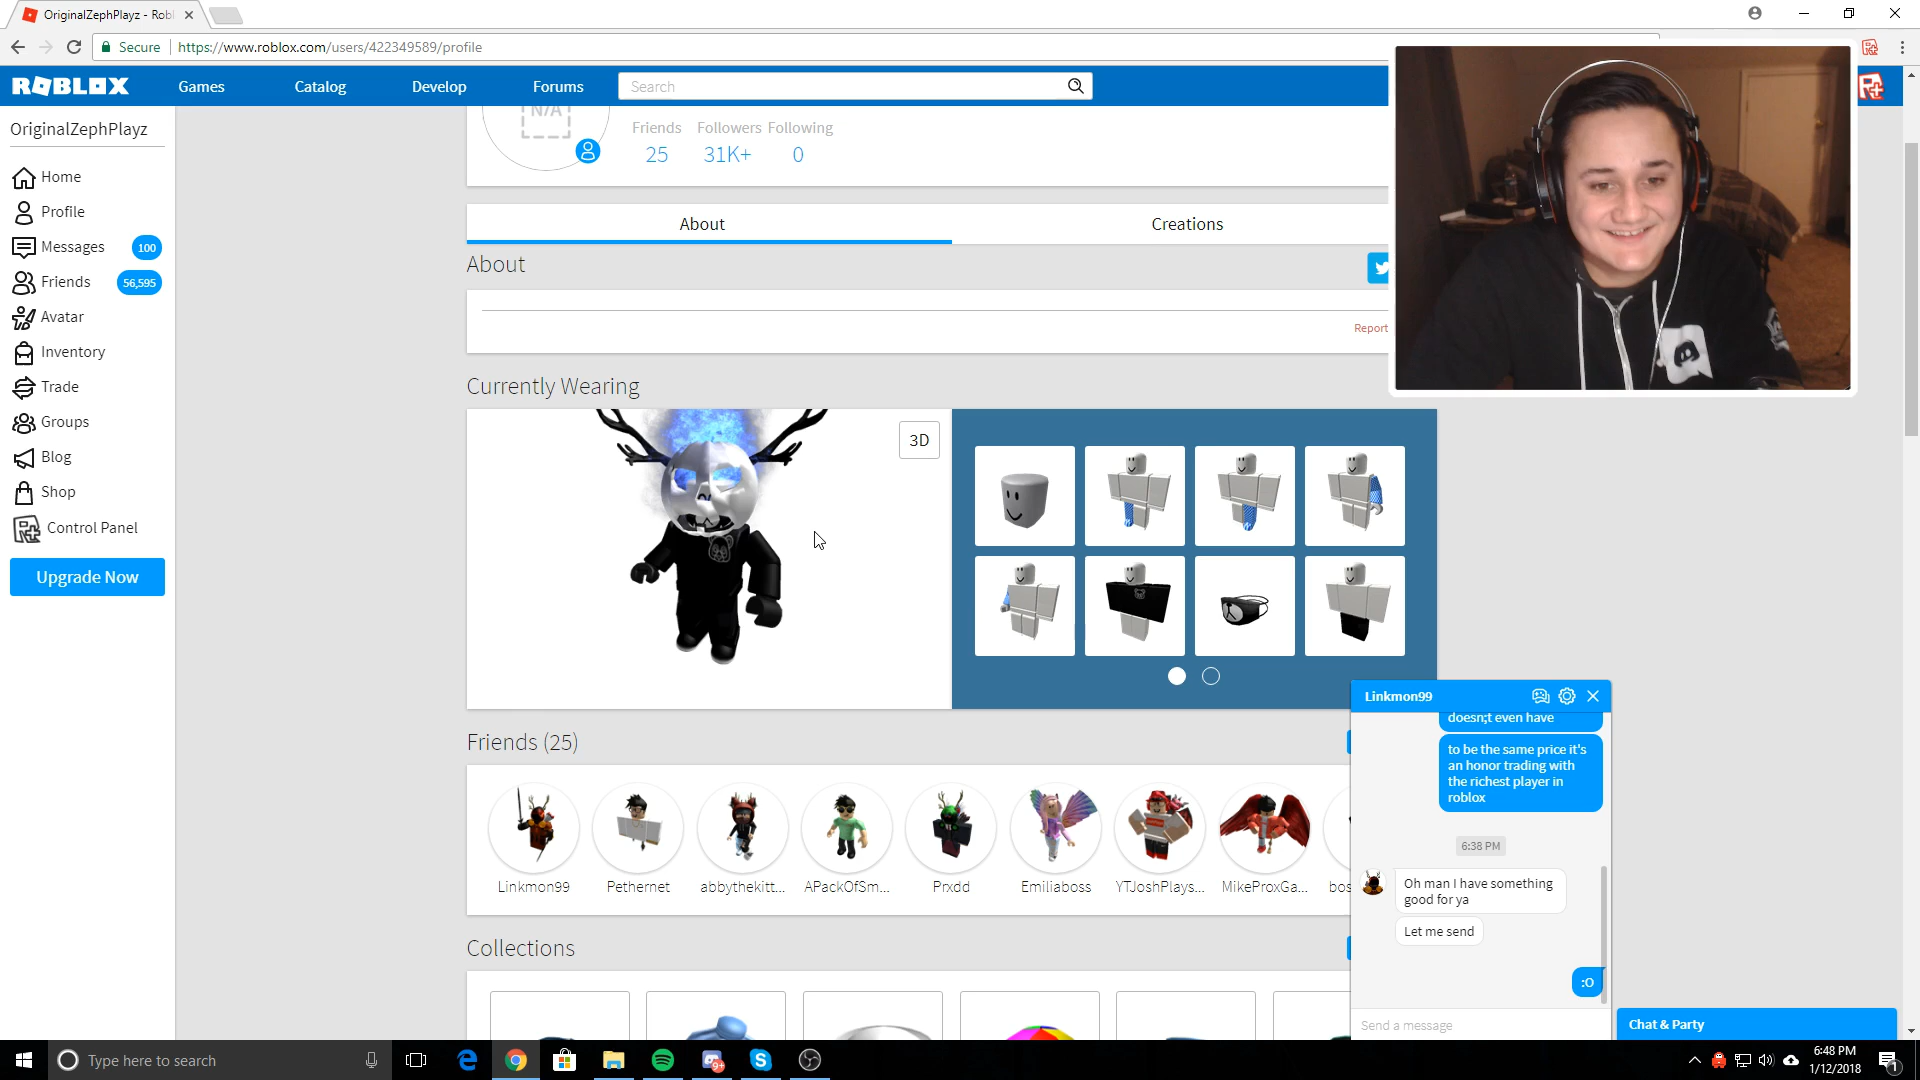 OriginalZephPlayz - Robl
Secure
https://www.roblox.com/users/422349589/profile
ROBLOX
Games
Catalog
Develop
Forums
Search
R+
OriginalZephPlayz
Home
Profile
Messages 100
Friends 56,595
Avatar
Inventory
Trade
Groups
Blog
Shop
Control Panel
Upgrade Now
N/A
Friends Followers Following
25 31K+ 0
About
Creations
About
Report
Currently Wearing
3D
Friends (25)
Linkmon99
Pethernet
abbythekitt...
APackOfSm...
Prxdd
Emiliaboss
YTJoshPlays...
MikeProxGa...
bos
Collections
Linkmon99
doesn;t even have
to be the same price it's
an honor trading with
the richest player in
roblox
6:38 PM
Oh man I have something
good for ya
Let me send
:O
Send a message
Chat & Party
Type here to search
9+
6:48 PM
1/12/2018
1